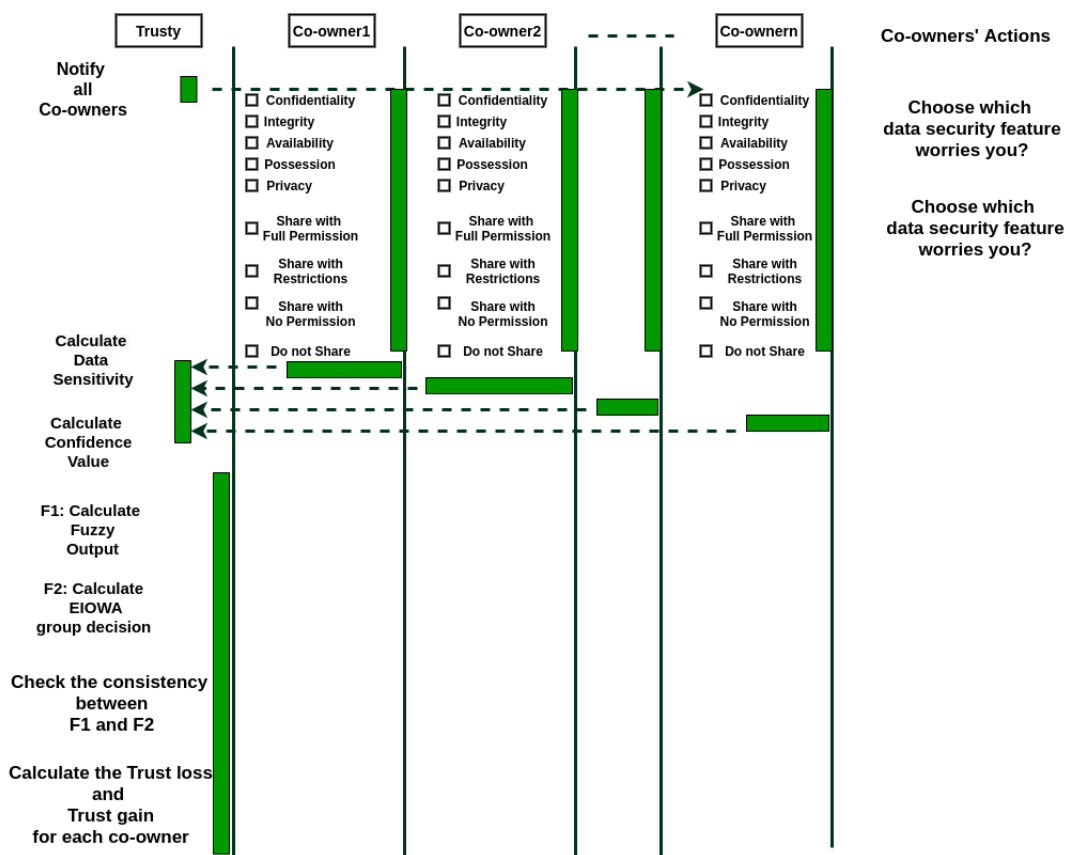 Trusty
Co-owner1
Co-owner2
Co-ownern
Co-owners' Actions
Notify
all
Co-owners
Confidentiality
Integrity
Availability
Possession
Privacy
Share with
Full Permission
Share with
Restrictions
Share with
No Permission
Do not Share
Confidentiality
Integrity
Availability
Possession
Privacy
Share with
Full Permission
Share with
Restrictions
Share with
No Permission
Do not Share
Confidentiality
Integrity
Availability
Possession
Privacy
Share with
Full Permission
Share with
Restrictions
Share with
No Permission
Do not Share
Choose which
data security feature
worries you?
Choose which
data security feature
worries you?
Calculate
Data
Sensitivity
Calculate
Confidence
Value
F1: Calculate
Fuzzy
Output
F2: Calculate
EIOWA
group decision
Check the consistency
between
F1 and F2
Calculate the Trust loss
and
Trust gain
for each co-owner